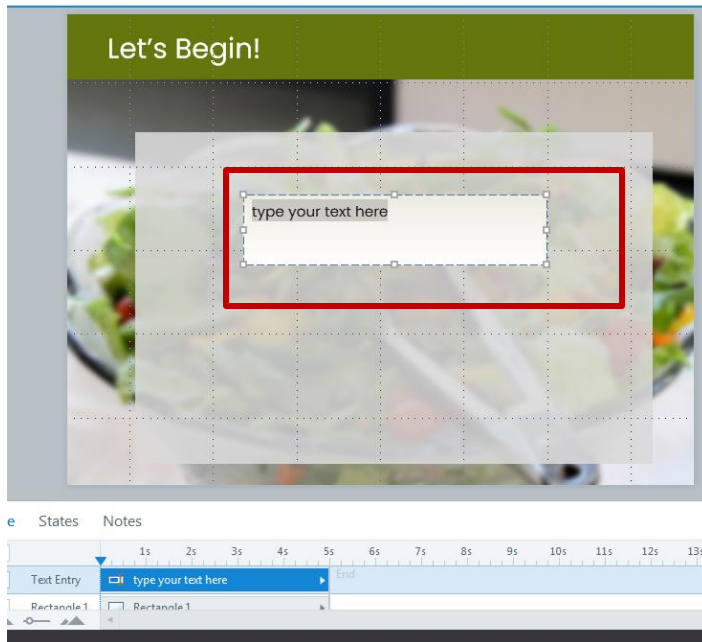 Let's Begin!
type your text here
e States Notes
1s 2s 3s 4s 5s 6s 7s 8s 9s 10s 11s 12s 13s
Text Entry type your text here End
Rectangle 1 Rectangle 1